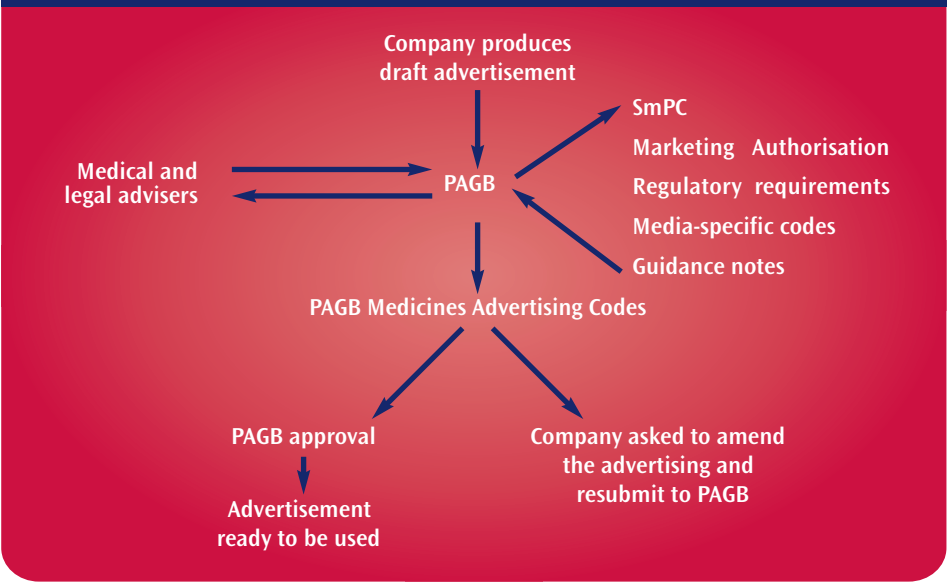 Company produces
draft advertisement
SmPC
Marketing Authorisation
Regulatory requirements
Media-specific codes
Guidance notes
Medical and
legal advisers
PAGB
PAGB Medicines Advertising Codes
PAGB approval
Advertisement
ready to be used
Company asked to amend
the advertising and
resubmit to PAGB